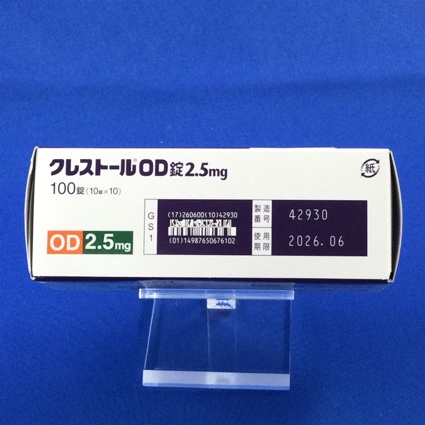 クレストール®OD錠2.5mg
100錠(10錠×10)
OD 2.5mg
GS1
(17)260600(10)42930
(01)14987650676102
製造番号 42930
使用期限 2026.06
紙